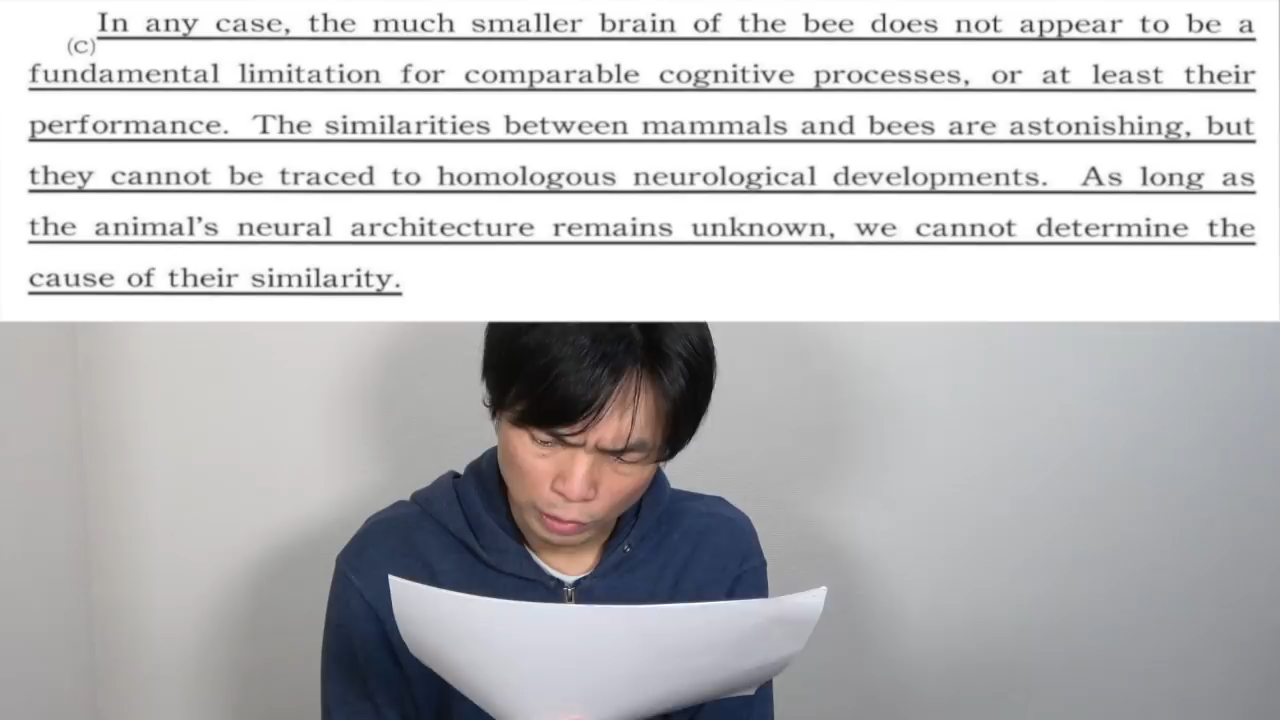 In any case, the much smaller brain of the bee does not appear to be a
(C)
fundamental limitation for comparable cognitive processes, or at least their
performance. The similarities between mammals and bees are astonishing, but
they cannot be traced to homologous neurological developments. As long as
the animal's neural architecture remains unknown, we cannot determine the
cause of their similarity.